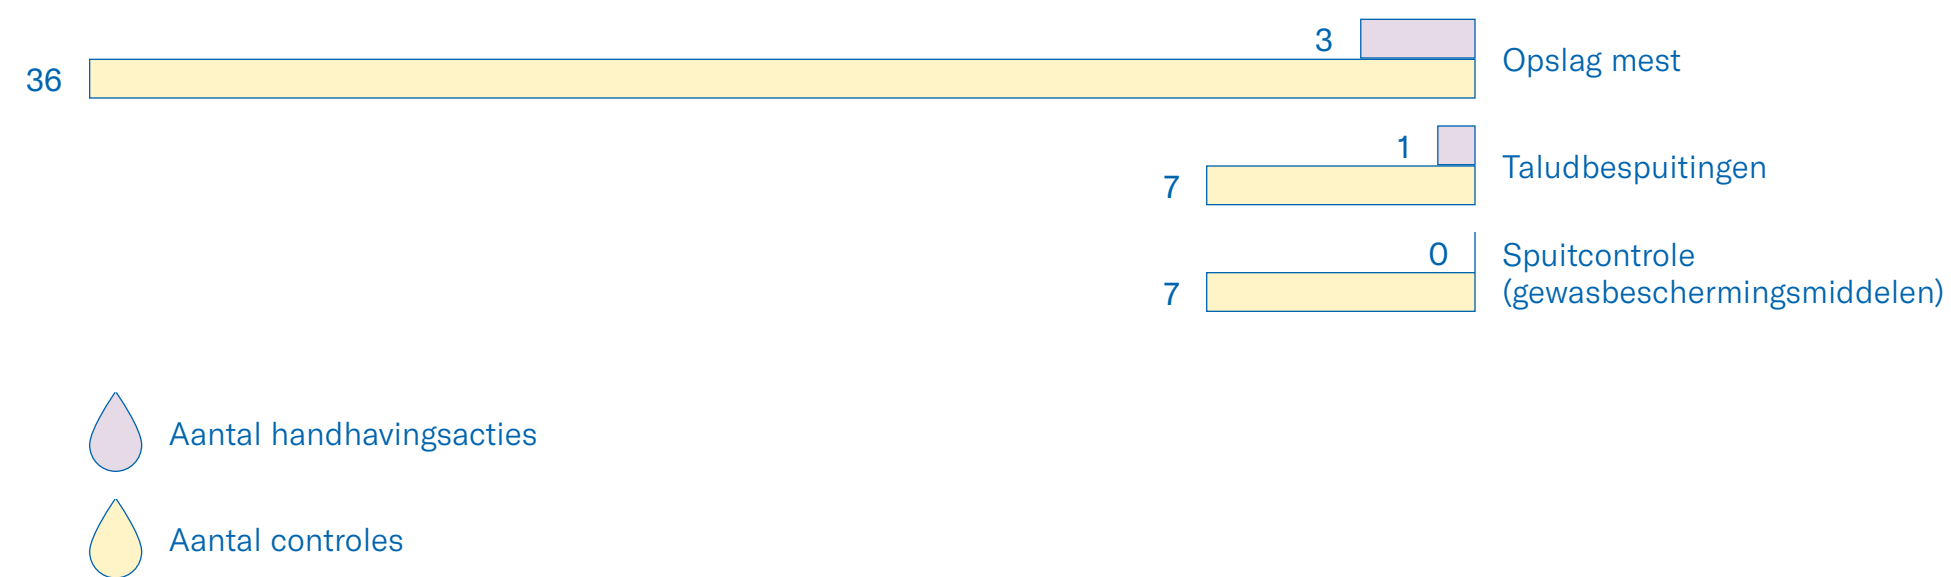 3
36
Opslag mest
1
7
Taludbespuitingen
0
7
Spuitcontrole
(gewasbeschermingsmiddelen)
Aantal handhavingsacties
Aantal controles